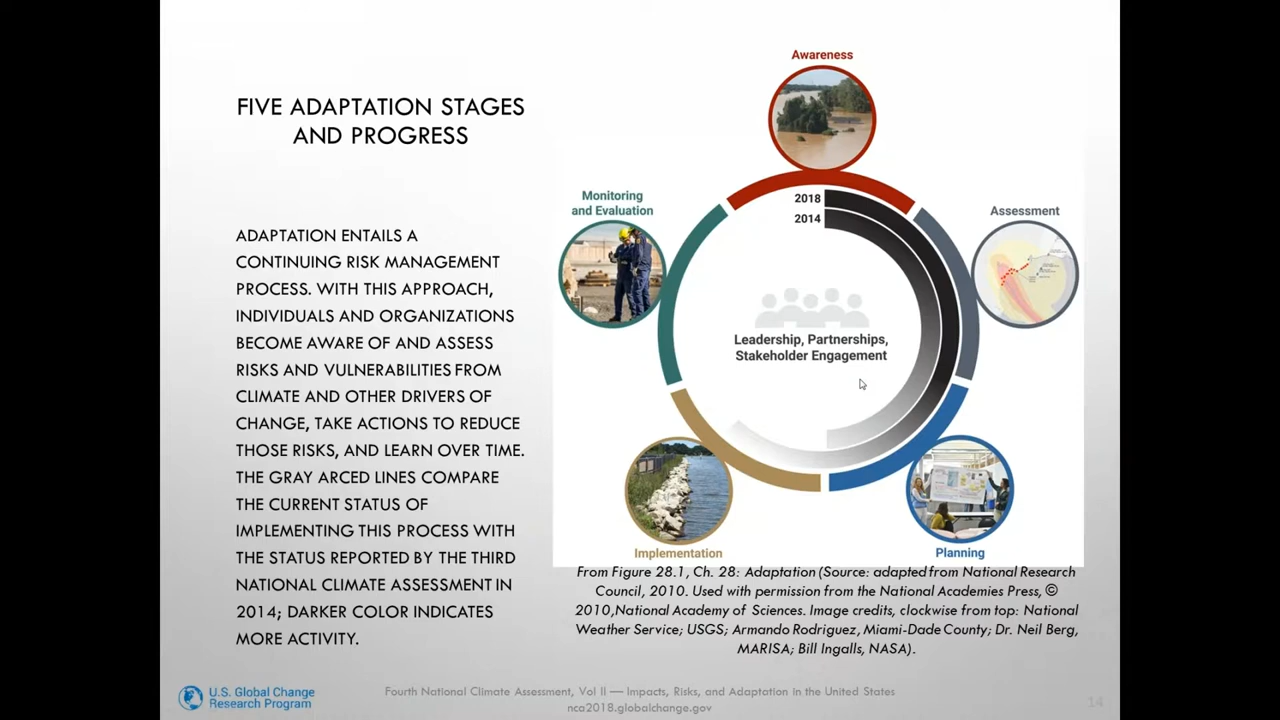 FIVE ADAPTATION STAGES
AND PROGRESS
ADAPTATION ENTAILS A
CONTINUING RISK MANAGEMENT
PROCESS. WITH THIS APPROACH,
INDIVIDUALS AND ORGANIZATIONS
BECOME AWARE OF AND ASSESS
RISKS AND VULNERABILITIES FROM
CLIMATE AND OTHER DRIVERS OF
CHANGE, TAKE ACTIONS TO REDUCE
THOSE RISKS, AND LEARN OVER TIME.
THE GRAY ARCED LINES COMPARE
THE CURRENT STATUS OF
IMPLEMENTING THIS PROCESS WITH
THE STATUS REPORTED BY THE THIRD
NATIONAL CLIMATE ASSESSMENT IN
2014; DARKER COLOR INDICATES
MORE ACTIVITY.
Awareness
Monitoring
and Evaluation
2018
2014
Assessment
Leadership, Partnerships,
Stakeholder Engagement
Implementation
Planning
From Figure 28.1, Ch. 28: Adaptation (Source: adapted from National Research
Council, 2010. Used with permission from the National Academies Press, ©
2010,National Academy of Sciences. Image credits, clockwise from top: National
Weather Service; USGS; Armando Rodriguez, Miami-Dade County; Dr. Neil Berg,
MARISA; Bill Ingalls, NASA).
U.S. Global Change
Research Program
Fourth National Climate Assessment, Vol II — Impacts, Risks, and Adaptation in the United States
nca2018.globalchange.gov
14